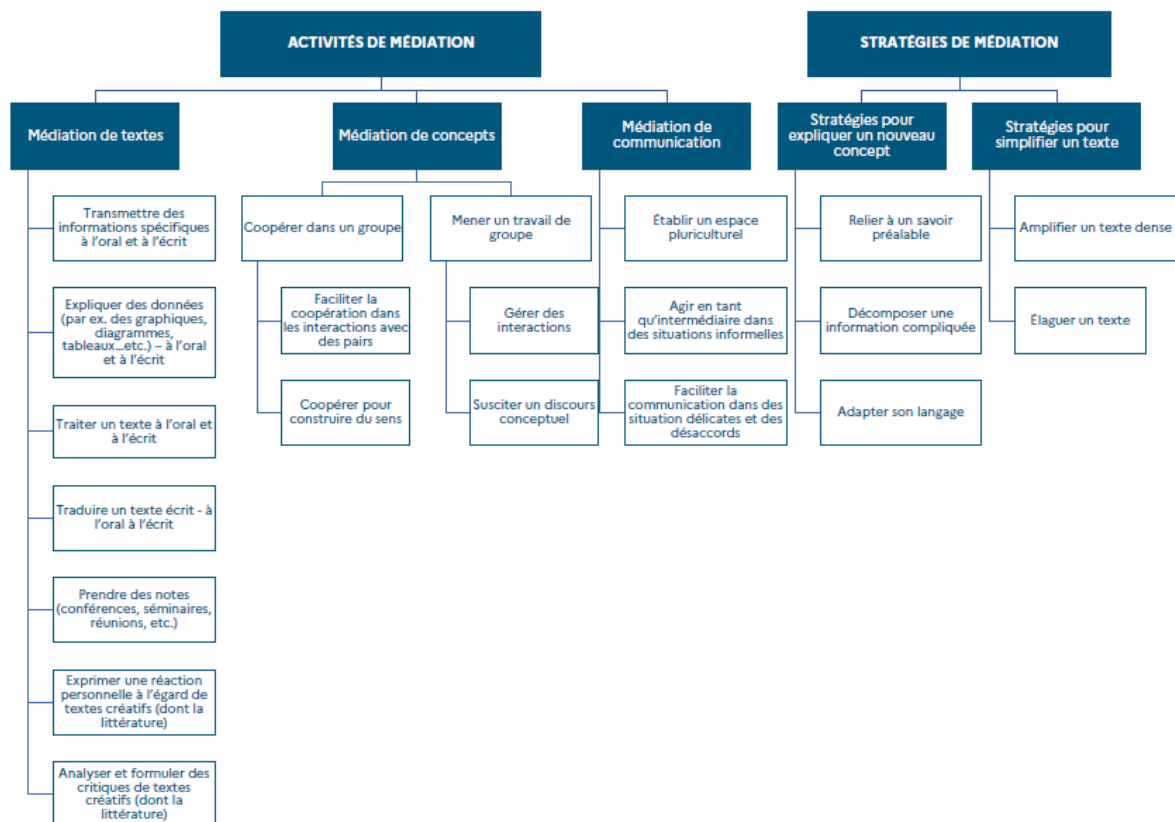 ACTIVITÉS DE MÉDIATION
STRATÉGIES DE MÉDIATION
Médiation de textes
Médiation de concepts
Médiation de
communication
Stratégies pour
expliquer un nouveau
concept
Stratégies pour
simplifier un texte
Transmettre des
informations spécifiques
à l'oral et à l'écrit
Expliquer des données
(par ex. des graphiques,
diagrammes,
tableaux...etc.) – à l'oral
et à l'écrit
Traiter un texte à l'oral et
à l'écrit
Traduire un texte écrit - à
l'oral à l'écrit
Prendre des notes
(conférences, séminaires,
réunions, etc.)
Exprimer une réaction
personnelle à l'égard de
textes créatifs (dont la
littérature)
Analyser et formuler des
critiques de textes
créatifs (dont la
littérature)
Coopérer dans un groupe
Faciliter la
coopération dans
les interactions avec
des pairs
Coopérer pour
construire du sens
Mener un travail de
groupe
Gérer des
interactions
Susciter un discours
conceptuel
Établir un espace
pluriculturel
Agir en tant
qu'intermédiaire dans
des situations informelles
Faciliter la
communication dans des
situation délicates et des
désaccords
Relier à un savoir
préalable
Décomposer une
information compliquée
Adapter son langage
Amplifier un texte dense
Élaguer un texte